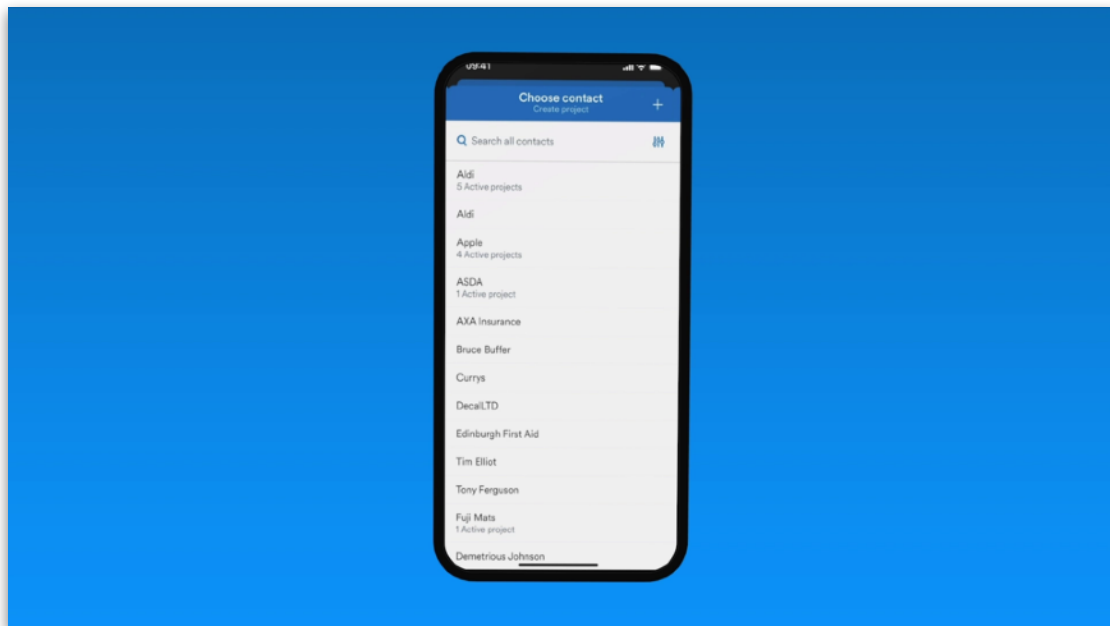 09:41
Choose contact
Create project
Search all contacts
Aldi
5 Active projects
Aldi
Apple
4 Active projects
ASDA
1 Active project
AXA Insurance
Bruce Buffer
Currys
DecalLTD
Edinburgh First Aid
Tim Elliot
Tony Ferguson
Fuji Mats
1 Active project
Demetrious Johnson